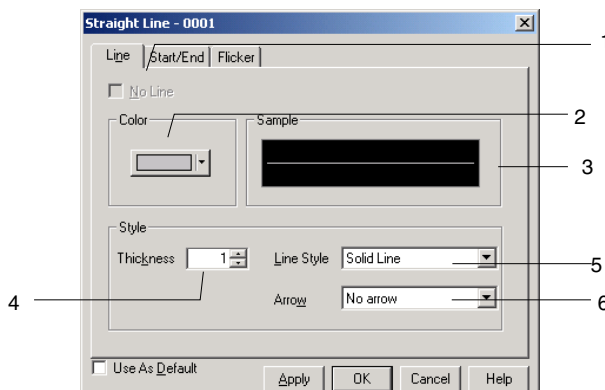 Straight Line - 0001
1
Line Start/End Flicker
No Line
Color Sample
2
3
Style
Thickness 1 Line Style Solid Line
5
4
Arrow No arrow
6
Use As Default
Apply OK Cancel Help